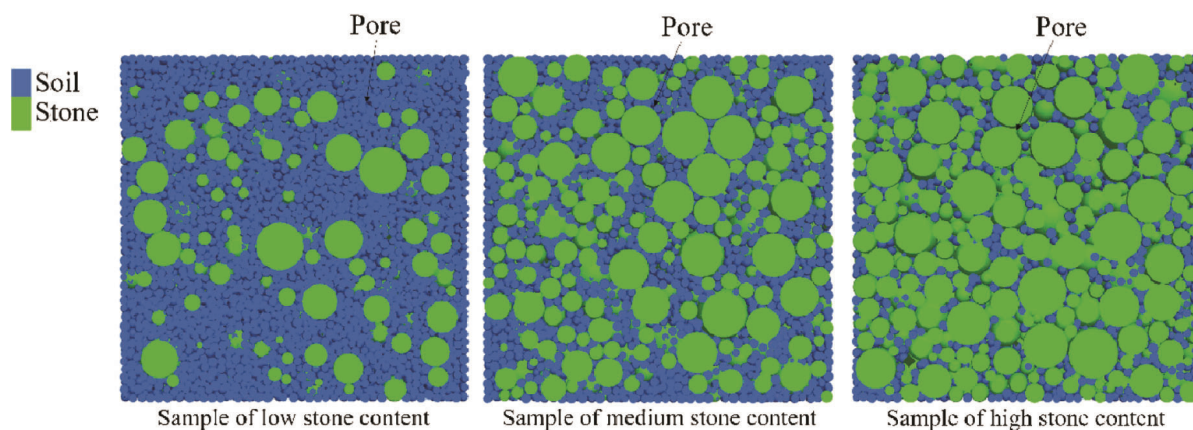 Pore
Pore
Pore
Soil
Stone
Sample of low stone content
Sample of medium stone content
Sample of high stone content